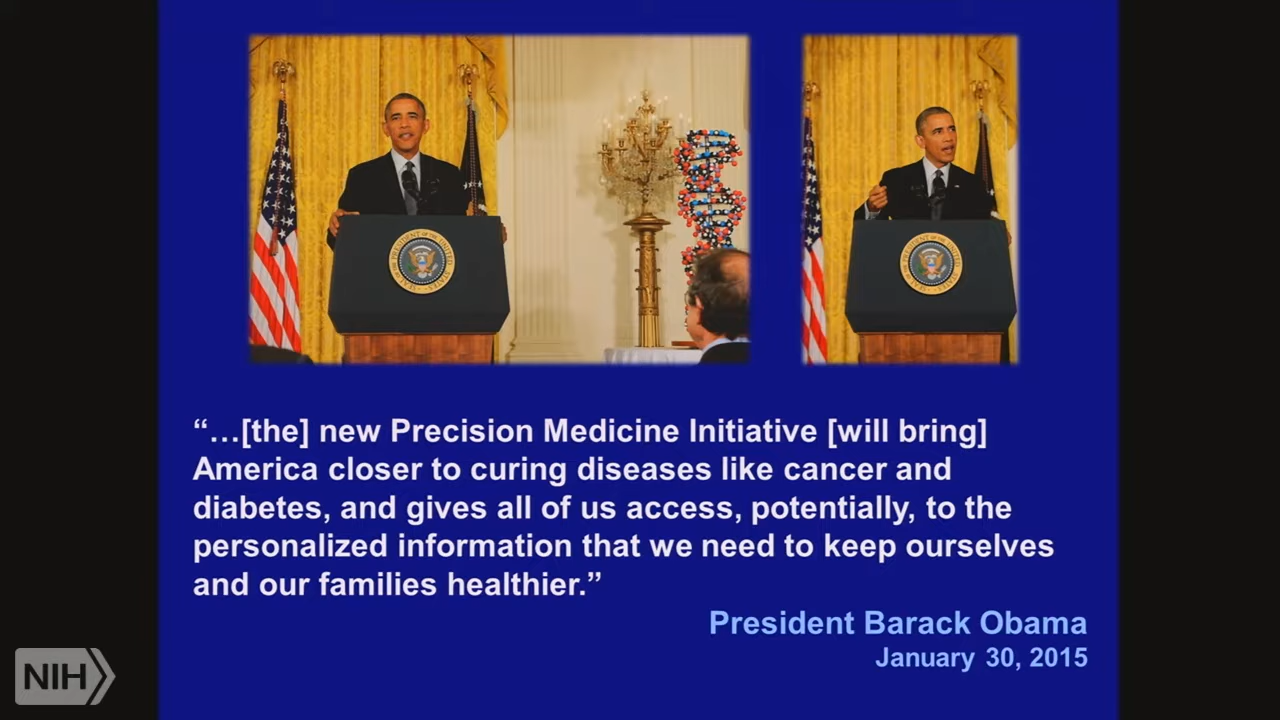 “…[the] new Precision Medicine Initiative [will bring]
America closer to curing diseases like cancer and
diabetes, and gives all of us access, potentially, to the
personalized information that we need to keep ourselves
and our families healthier.”
President Barack Obama
January 30, 2015
NIH